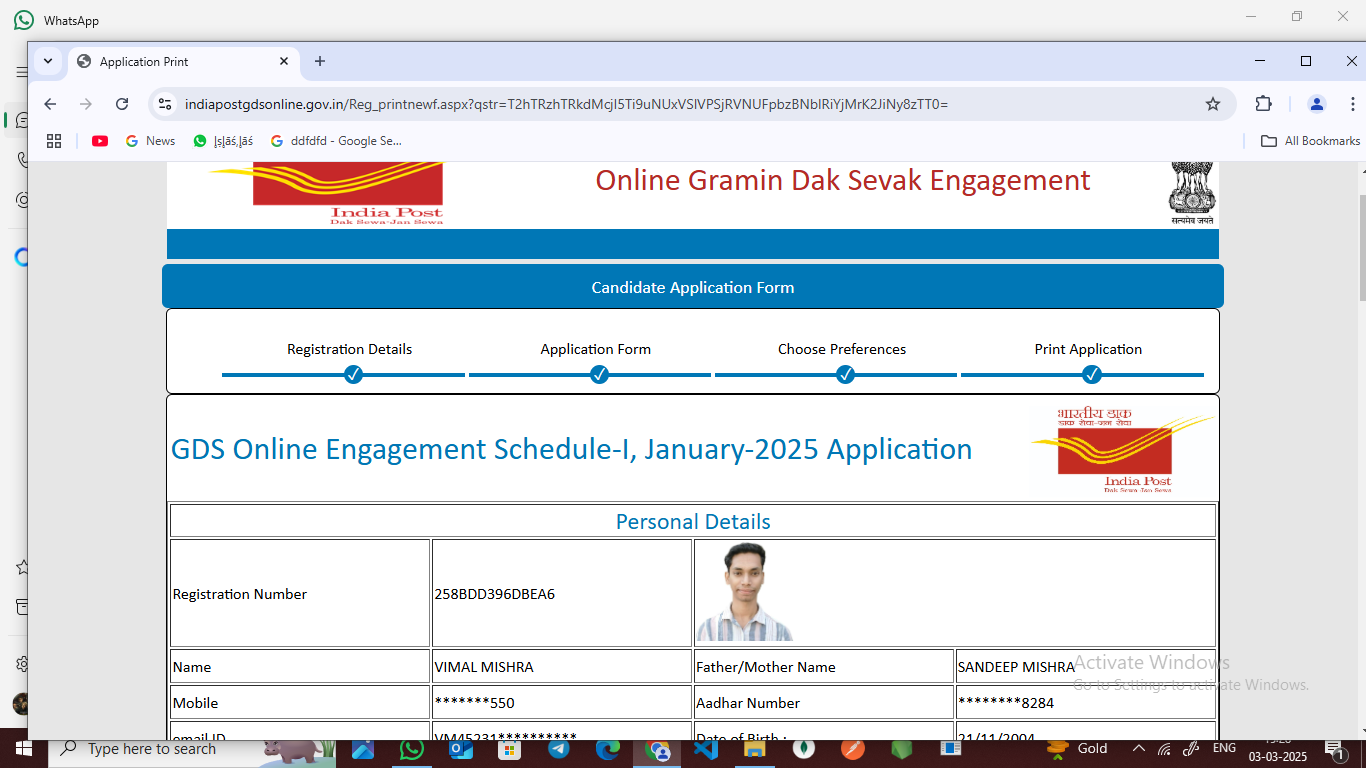 WhatsApp
Application Print
indiapostgdsonline.gov.in/Reg_printnewf.aspx?qstr=T2hTRzhTRkdMcjI5Ti9uNUxVSlVPSjRVNUFpbzBNblRiYjMrK2JiNy8zTT0=
News
ddfdfd - Google Se...
All Bookmarks
India Post
Dak Sewa-Jan Sewa
Online Gramin Dak Sevak Engagement
सत्यमेव जयते
Candidate Application Form
Registration Details Application Form Choose Preferences Print Application
भारतीय डाक
डाक सेवा-जन सेवा
GDS Online Engagement Schedule-I, January-2025 Application
India Post
Dak Sewa-Jan Sewa
Personal Details
Registration Number 258BDD396DBEA6
Name VIMAL MISHRA Father/Mother Name SANDEEP MISHRA
Activate Windows
Go to Settings to activate Windows.
Mobile *******550 Aadhar Number ********8284
email ID VM45231********** Date of Birth : 21/11/2004
Type here to search
Gold
ENG
03-03-2025
1